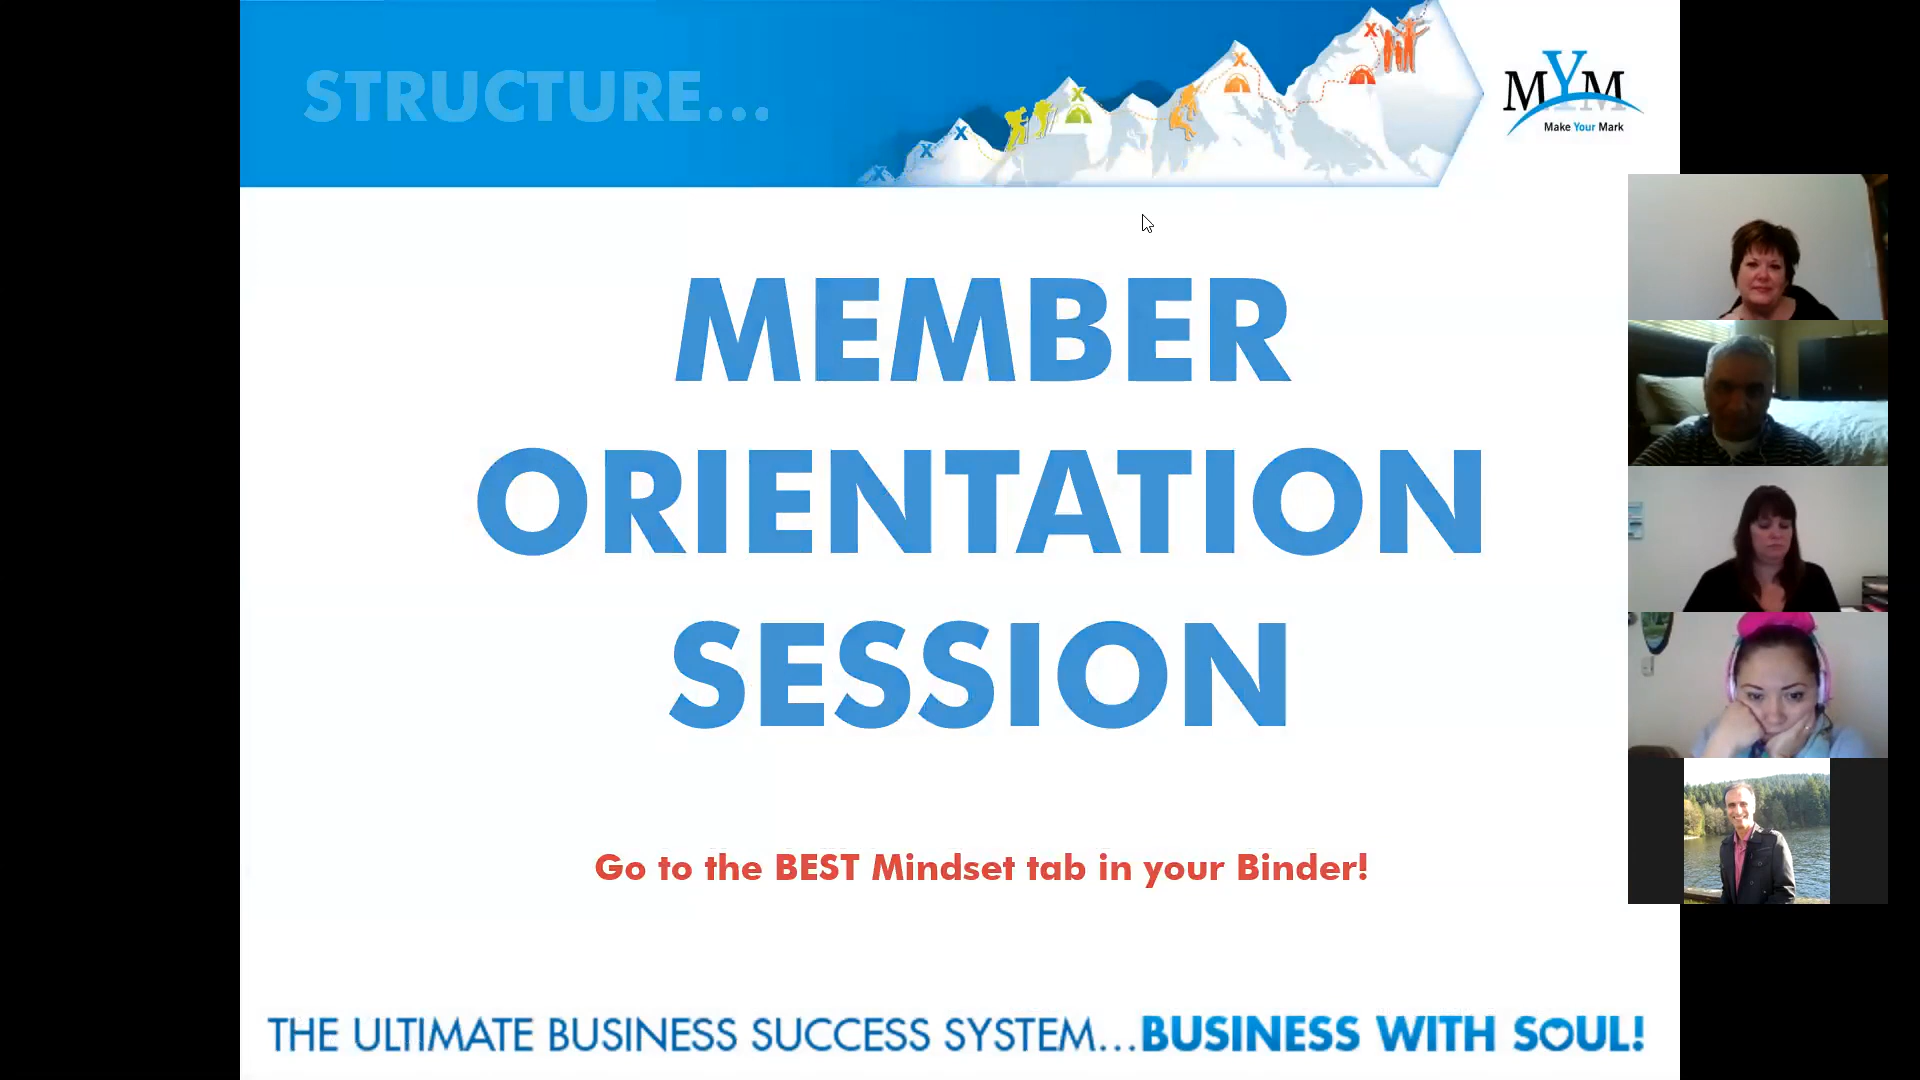 STRUCTURE...
MYM
Make Your Mark
MEMBER
ORIENTATION
SESSION
Go to the BEST Mindset tab in your Binder!
THE ULTIMATE BUSINESS SUCCESS SYSTEM...BUSINESS WITH SOUL!